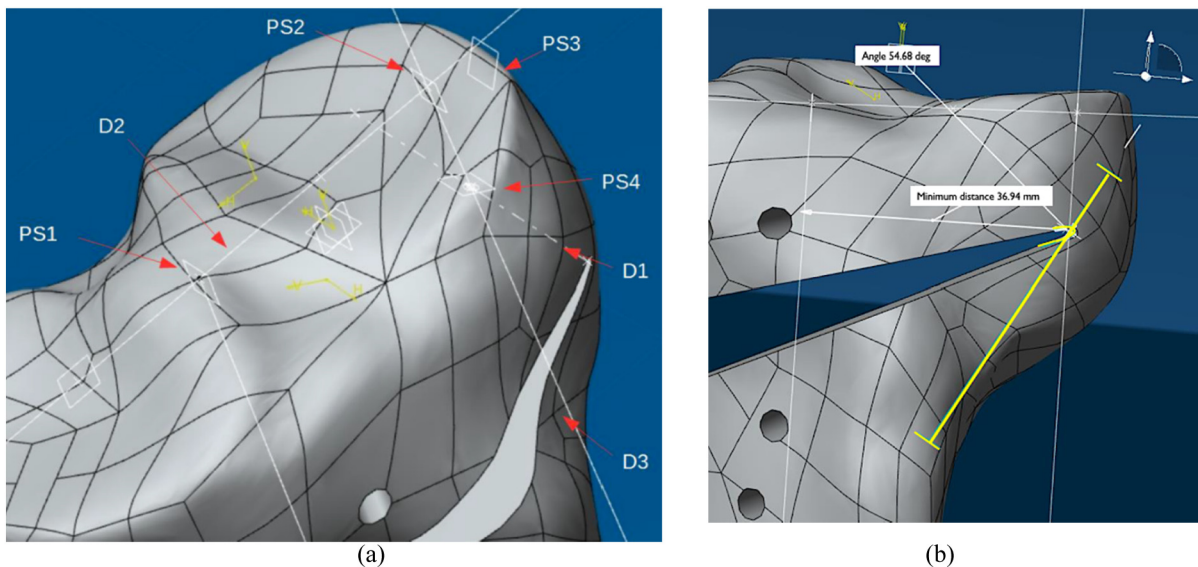 PS2
PS3
D2
PS4
PS1
D1
D3
(a)
Angle 54.68 deg
Minimum distance 36.94 mm
(b)